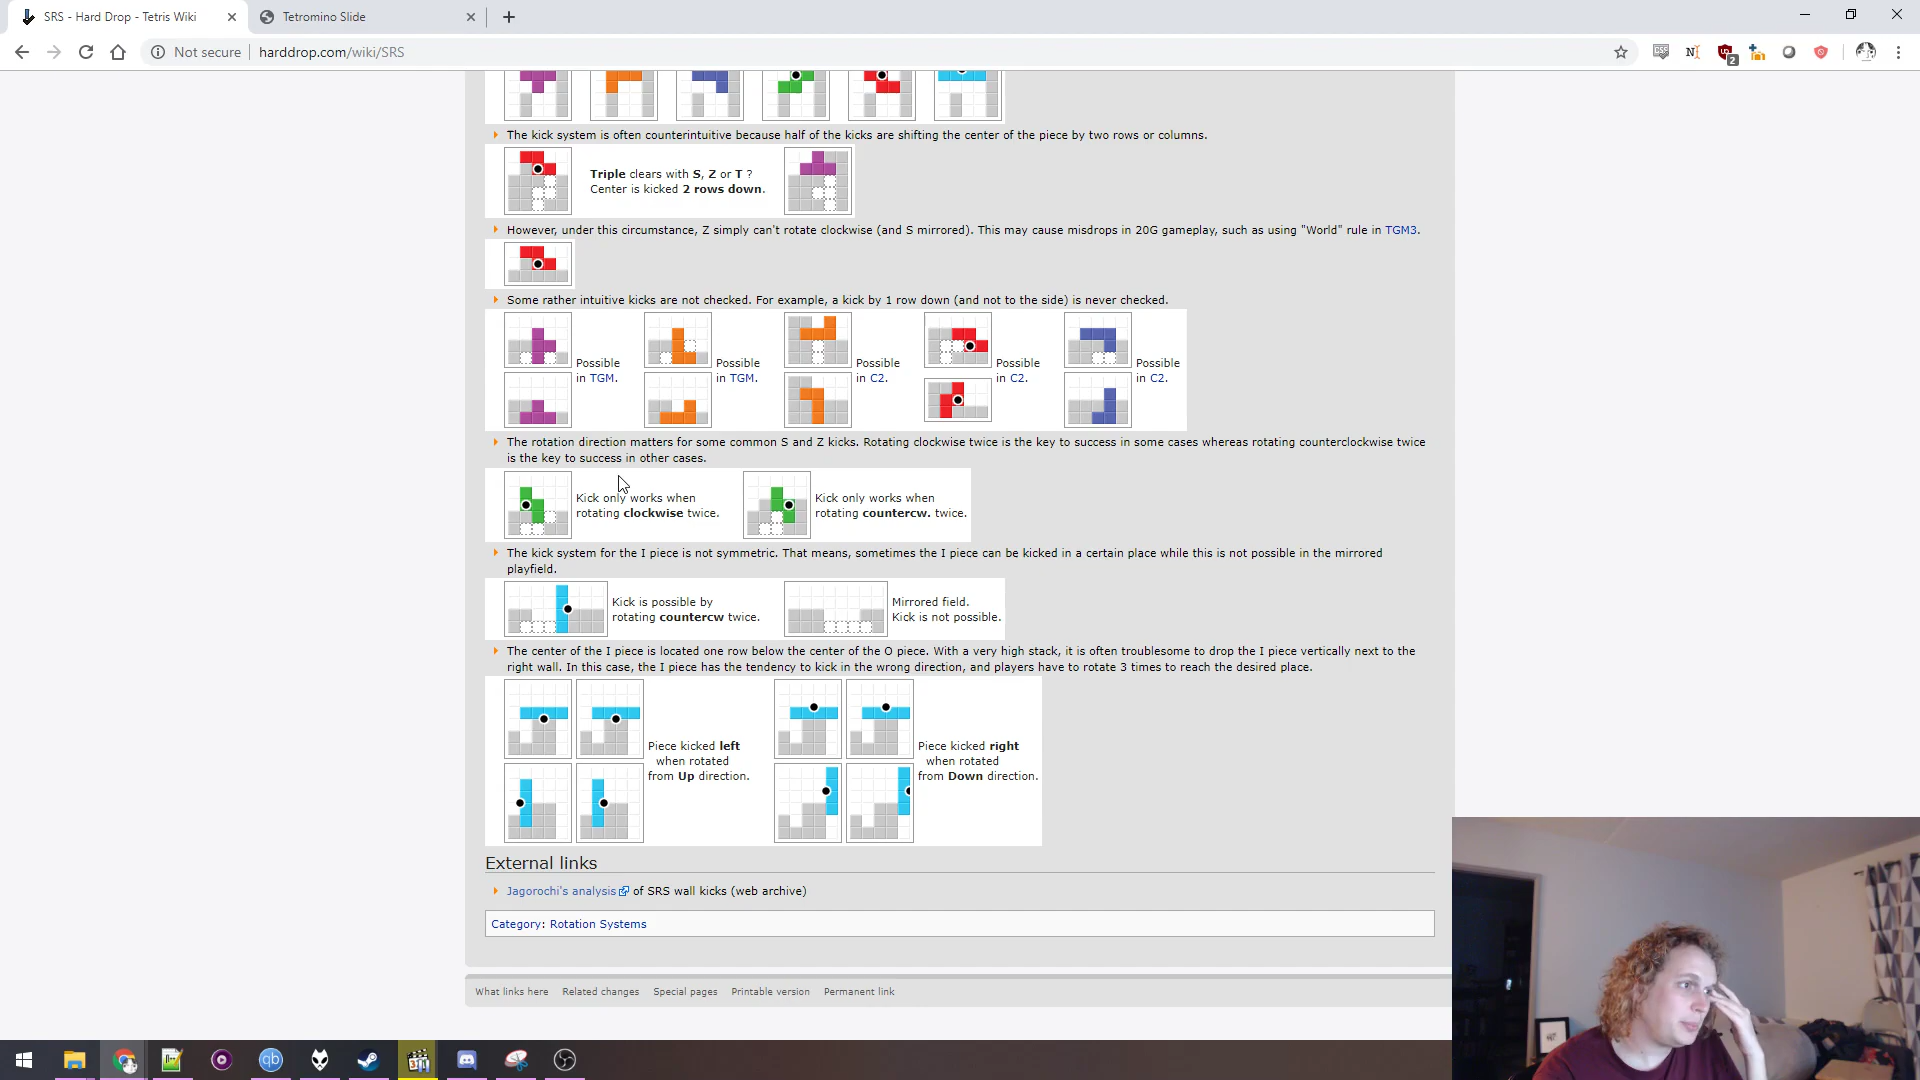 SRS - Hard Drop - Tetris Wiki
Tetromino Slide
Not secure
harddrop.com/wiki/SRS
2
The kick system is often counterintuitive because half of the kicks are shifting the center of the piece by two rows or columns.
Triple clears with S, Z or T ?
Center is kicked 2 rows down.
However, under this circumstance, Z simply can't rotate clockwise (and S mirrored). This may cause misdrops in 20G gameplay, such as using "World" rule in TGM3.
Some rather intuitive kicks are not checked. For example, a kick by 1 row down (and not to the side) is never checked.
Possible in TGM.
Possible in TGM.
Possible in C2.
Possible in C2.
Possible in C2.
The rotation direction matters for some common S and Z kicks. Rotating clockwise twice is the key to success in some cases whereas rotating counterclockwise twice
is the key to success in other cases.
Kick only works when
rotating clockwise twice.
Kick only works when
rotating countercw. twice.
The kick system for the I piece is not symmetric. That means, sometimes the I piece can be kicked in a certain place while this is not possible in the mirrored
playfield.
Kick is possible by
rotating countercw twice.
Mirrored field.
Kick is not possible.
The center of the I piece is located one row below the center of the O piece. With a very high stack, it is often troublesome to drop the I piece vertically next to the
right wall. In this case, the I piece has the tendency to kick in the wrong direction, and players have to rotate 3 times to reach the desired place.
Piece kicked left
when rotated
from Up direction.
Piece kicked right
when rotated
from Down direction.
External links
Jagorochi's analysis of SRS wall kicks (web archive)
Category: Rotation Systems
What links here Related changes Special pages Printable version Permanent link